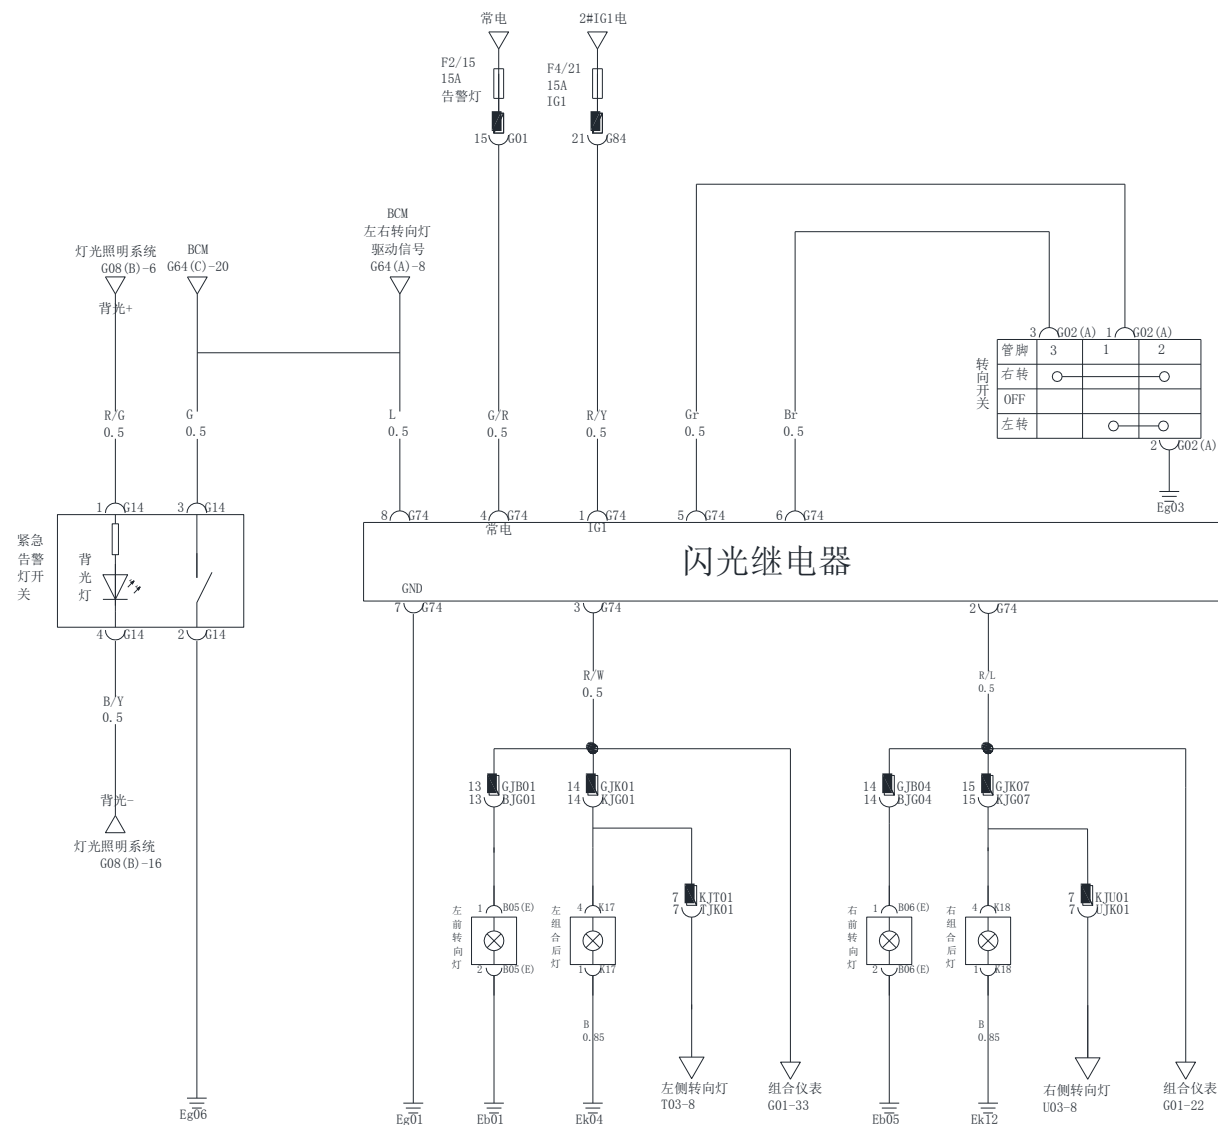 常电
2#IG1电
F2/15
15A
告警灯
F4/21
15A
IG1
15 G01
21 G84
BCM
左右转向灯
驱动信号
G64(A)-8
灯光照明系统
G08(B)-6
BCM
G64(C)-20
背光+
3 G02(A) 1 G02(A)
转向开关
管脚 3 1 2
右转
OFF
左转
2 G02(A)
Eg03
R/G
0.5
G
0.5
L
0.5
G/R
0.5
R/Y
0.5
Gr
0.5
Br
0.5
1 G14
3 G14
8 G74
4 G74
1 G74
5 G74
6 G74
常电
IG1
紧急
告警
灯开
关
背光灯
闪光继电器
GND
4 G14
2 G14
7 G74
3 G74
2 G74
B/Y
0.5
R/W
0.5
R/L
0.5
背光-
灯光照明系统
G08(B)-16
13 GJB01
13 BJG01
14 GJK01
14 KJG01
14 GJB04
14 BJG04
15 GJK07
15 KJG07
7 KJT01
7 TJK01
7 KJU01
7 UJK01
左前转向灯
1 B05(E)
2 B05(E)
左组合后灯
4 K17
1 K17
右前转向灯
1 B06(E)
2 B06(E)
右组合后灯
4 K18
1 K18
B
0.85
B
0.85
左侧转向灯
T03-8
组合仪表
G01-33
右侧转向灯
U03-8
组合仪表
G01-22
Eg06
Eg01
Eb01
Ek04
Eb05
Ek12